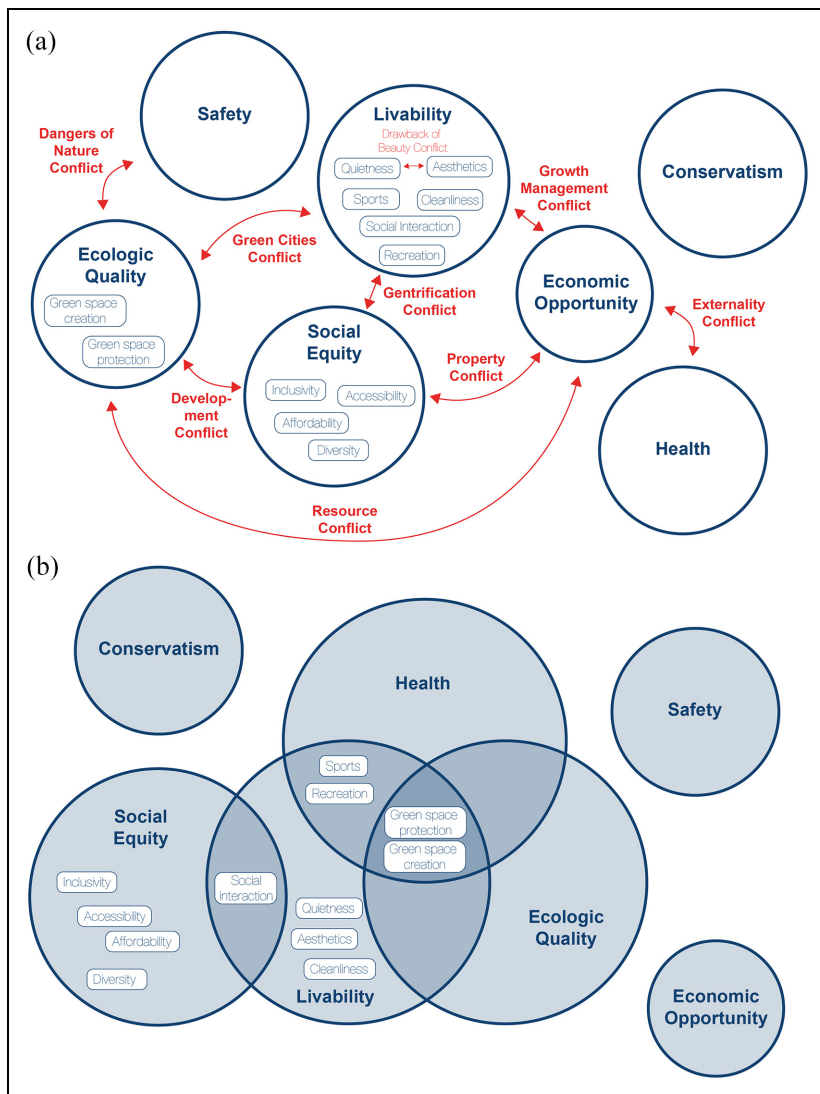 (a)
Safety
Livability
Drawback of
Beauty Conflict
Quietness
Aesthetics
Sports
Cleanliness
Social Interaction
Recreation
Dangers of
Nature
Conflict
Growth
Management
Conflict
Conservatism
Ecologic
Quality
Green space
creation
Green space
protection
Green Cities
Conflict
Gentrification
Conflict
Economic
Opportunity
Externality
Conflict
Social
Equity
Inclusivity
Accessibility
Affordability
Diversity
Develop-
ment
Conflict
Property
Conflict
Health
Resource
Conflict
(b)
Conservatism
Health
Safety
Sports
Recreation
Green space
protection
Green space
creation
Social
Equity
Inclusivity
Accessibility
Affordability
Diversity
Social
interaction
Quietness
Aesthetics
Cleanliness
Livability
Ecologic
Quality
Economic
Opportunity